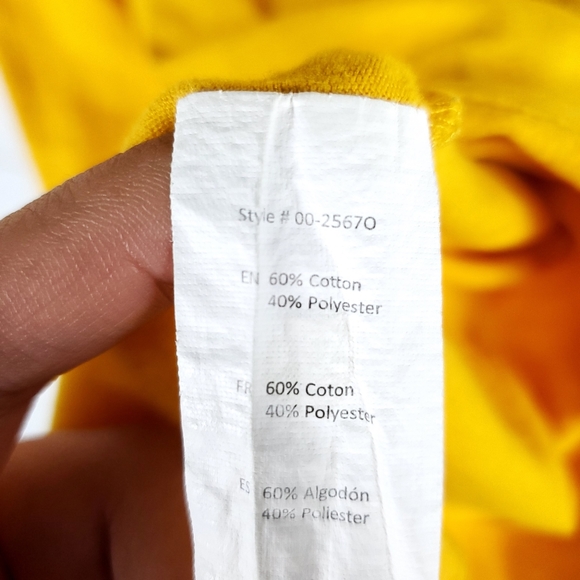 Style # 00-25670
EN 60% Cotton
40% Polyester
FR 60% Coton
40% Polyester
ES 60% Algodón
40% Poliester